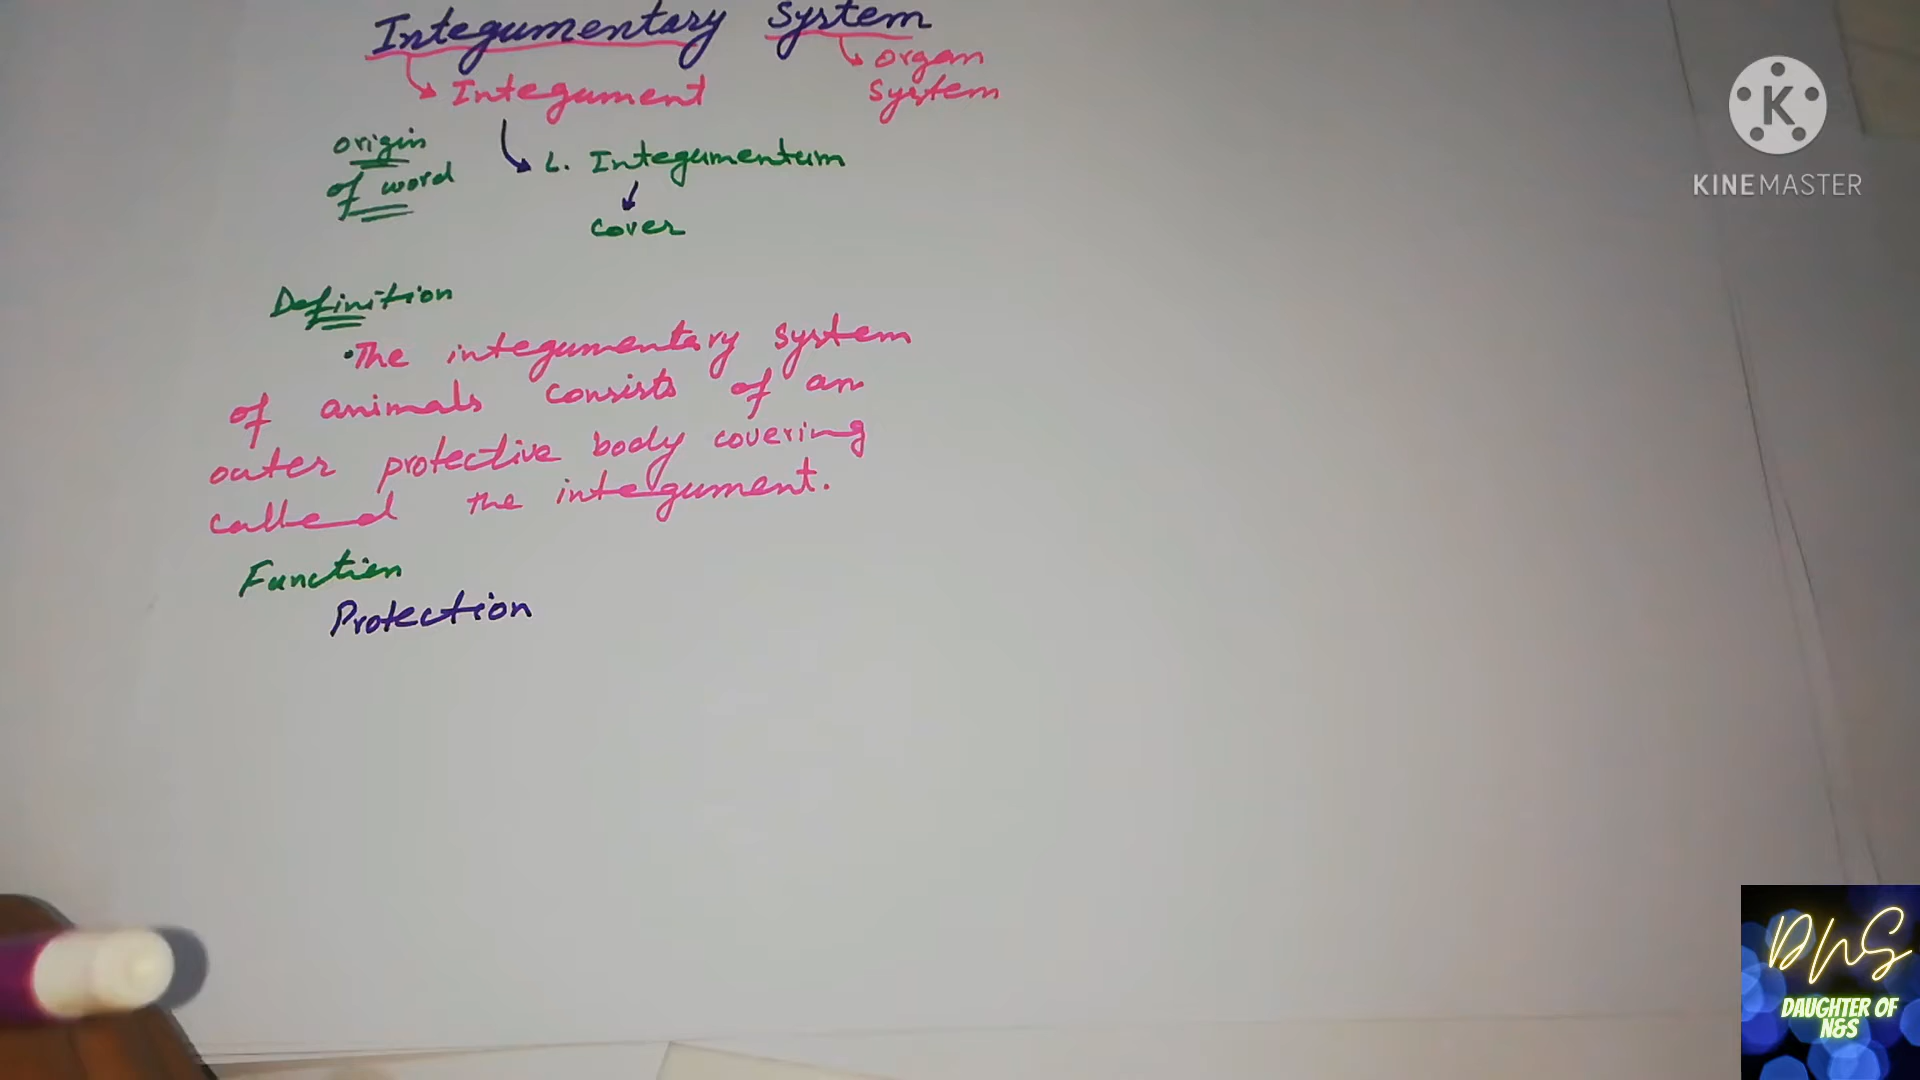 Integumentary System
Integument
organ
system
origin
of word
L. Integumentum
cover
Definition
• The integumentary system
of animals consists of an
outer protective body covering
called the integument.
Function
Protection
K
KINEMASTER
DNS
DAUGHTER OF
N&S